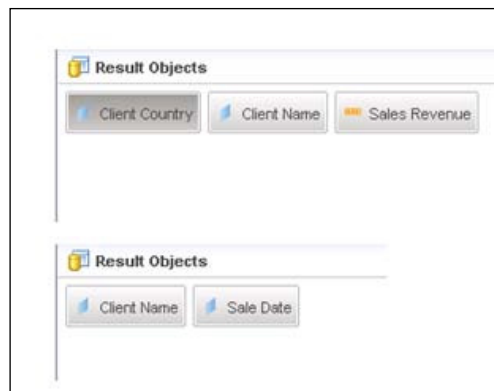 Result Objects
Client Country Client Name Sales Revenue
Result Objects
Client Name Sale Date